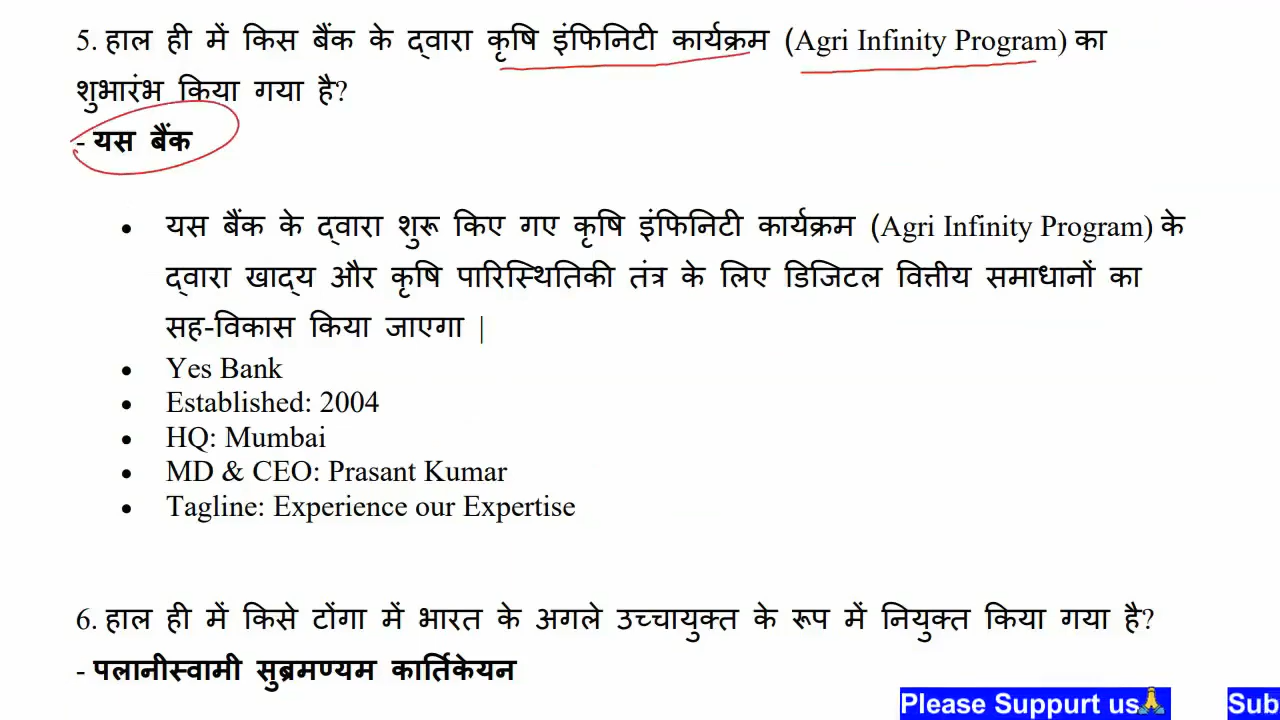 5. हाल ही में किस बैंक के द्वारा कृषि इंफिनिटी कार्यक्रम (Agri Infinity Program) का
शुभारंभ किया गया है?
- यस बैंक
• यस बैंक के द्वारा शुरू किए गए कृषि इंफिनिटी कार्यक्रम (Agri Infinity Program) के
द्वारा खाद्य और कृषि पारिस्थितिकी तंत्र के लिए डिजिटल वित्तीय समाधानों का
सह-विकास किया जाएगा |
• Yes Bank
• Established: 2004
• HQ: Mumbai
• MD & CEO: Prasant Kumar
• Tagline: Experience our Expertise
6. हाल ही में किसे टोंगा में भारत के अगले उच्चायुक्त के रूप में नियुक्त किया गया है?
- पलानीस्वामी सुब्रमण्यम कार्तिकेयन
Please Suppurt us🙏 Sub